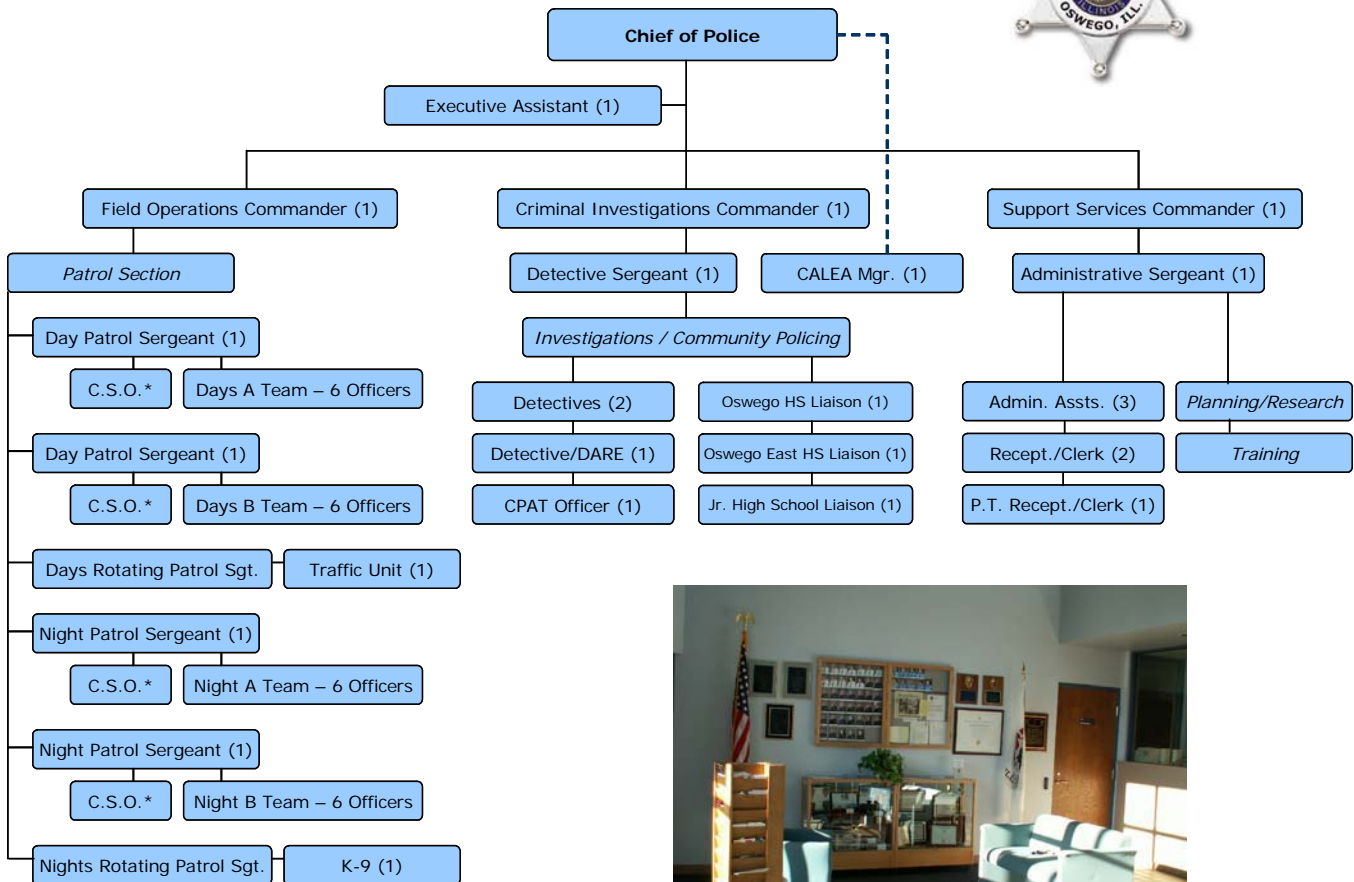 ILLINOIS
OSWEGO, ILL.
Chief of Police
Executive Assistant (1)
Field Operations Commander (1)
Criminal Investigations Commander (1)
Support Services Commander (1)
Patrol Section
Detective Sergeant (1)
CALEA Mgr. (1)
Administrative Sergeant (1)
Day Patrol Sergeant (1)
C.S.O.*
Days A Team – 6 Officers
Day Patrol Sergeant (1)
C.S.O.*
Days B Team – 6 Officers
Days Rotating Patrol Sgt.
Traffic Unit (1)
Night Patrol Sergeant (1)
C.S.O.*
Night A Team – 6 Officers
Night Patrol Sergeant (1)
C.S.O.*
Night B Team – 6 Officers
Nights Rotating Patrol Sgt.
K-9 (1)
Investigations / Community Policing
Detectives (2)
Detective/DARE (1)
CPAT Officer (1)
Oswego HS Liaison (1)
Oswego East HS Liaison (1)
Jr. High School Liaison (1)
Admin. Assts. (3)
Recept./Clerk (2)
P.T. Recept./Clerk (1)
Planning/Research
Training